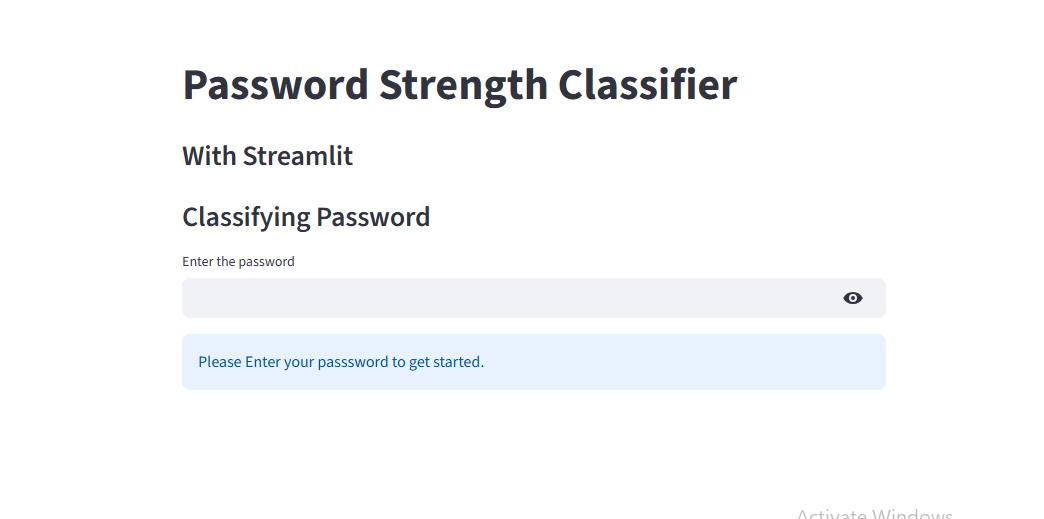 Password Strength Classifier
With Streamlit
Classifying Password
Enter the password
Please Enter your passsword to get started.
Activate Windows